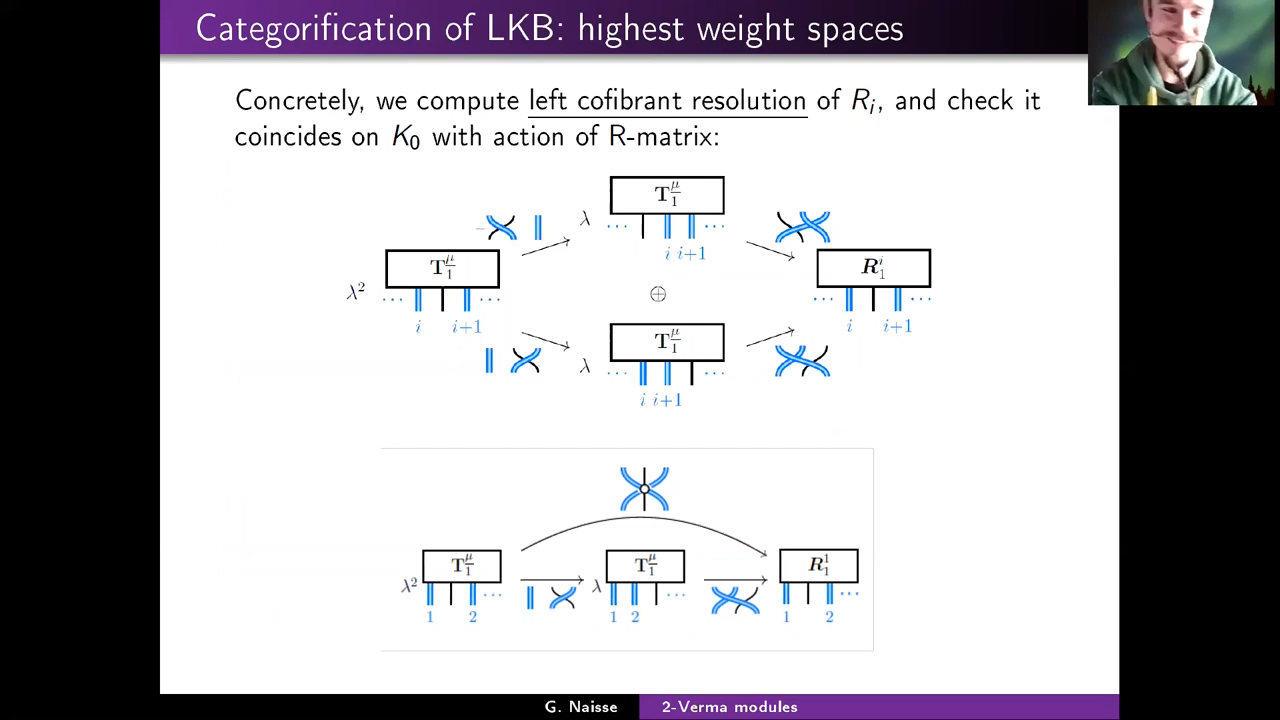 Categorification of LKB: highest weight spaces
Concretely, we compute left cofibrant resolution of Rᵢ, and check it
coincides on K₀ with action of R-matrix:
T₁^μ
λ ··· ···
i i+1
− 
T₁^μ
λ² ··· ···
i i+1
⊕
R₁ⁱ
··· ···
i i+1
T₁^μ
λ ··· ···
i i+1
λ² T₁^μ ···
1 2
λ T₁^μ ···
1 2
R₁¹ ···
1 2
G. Naisse 2-Verma modules